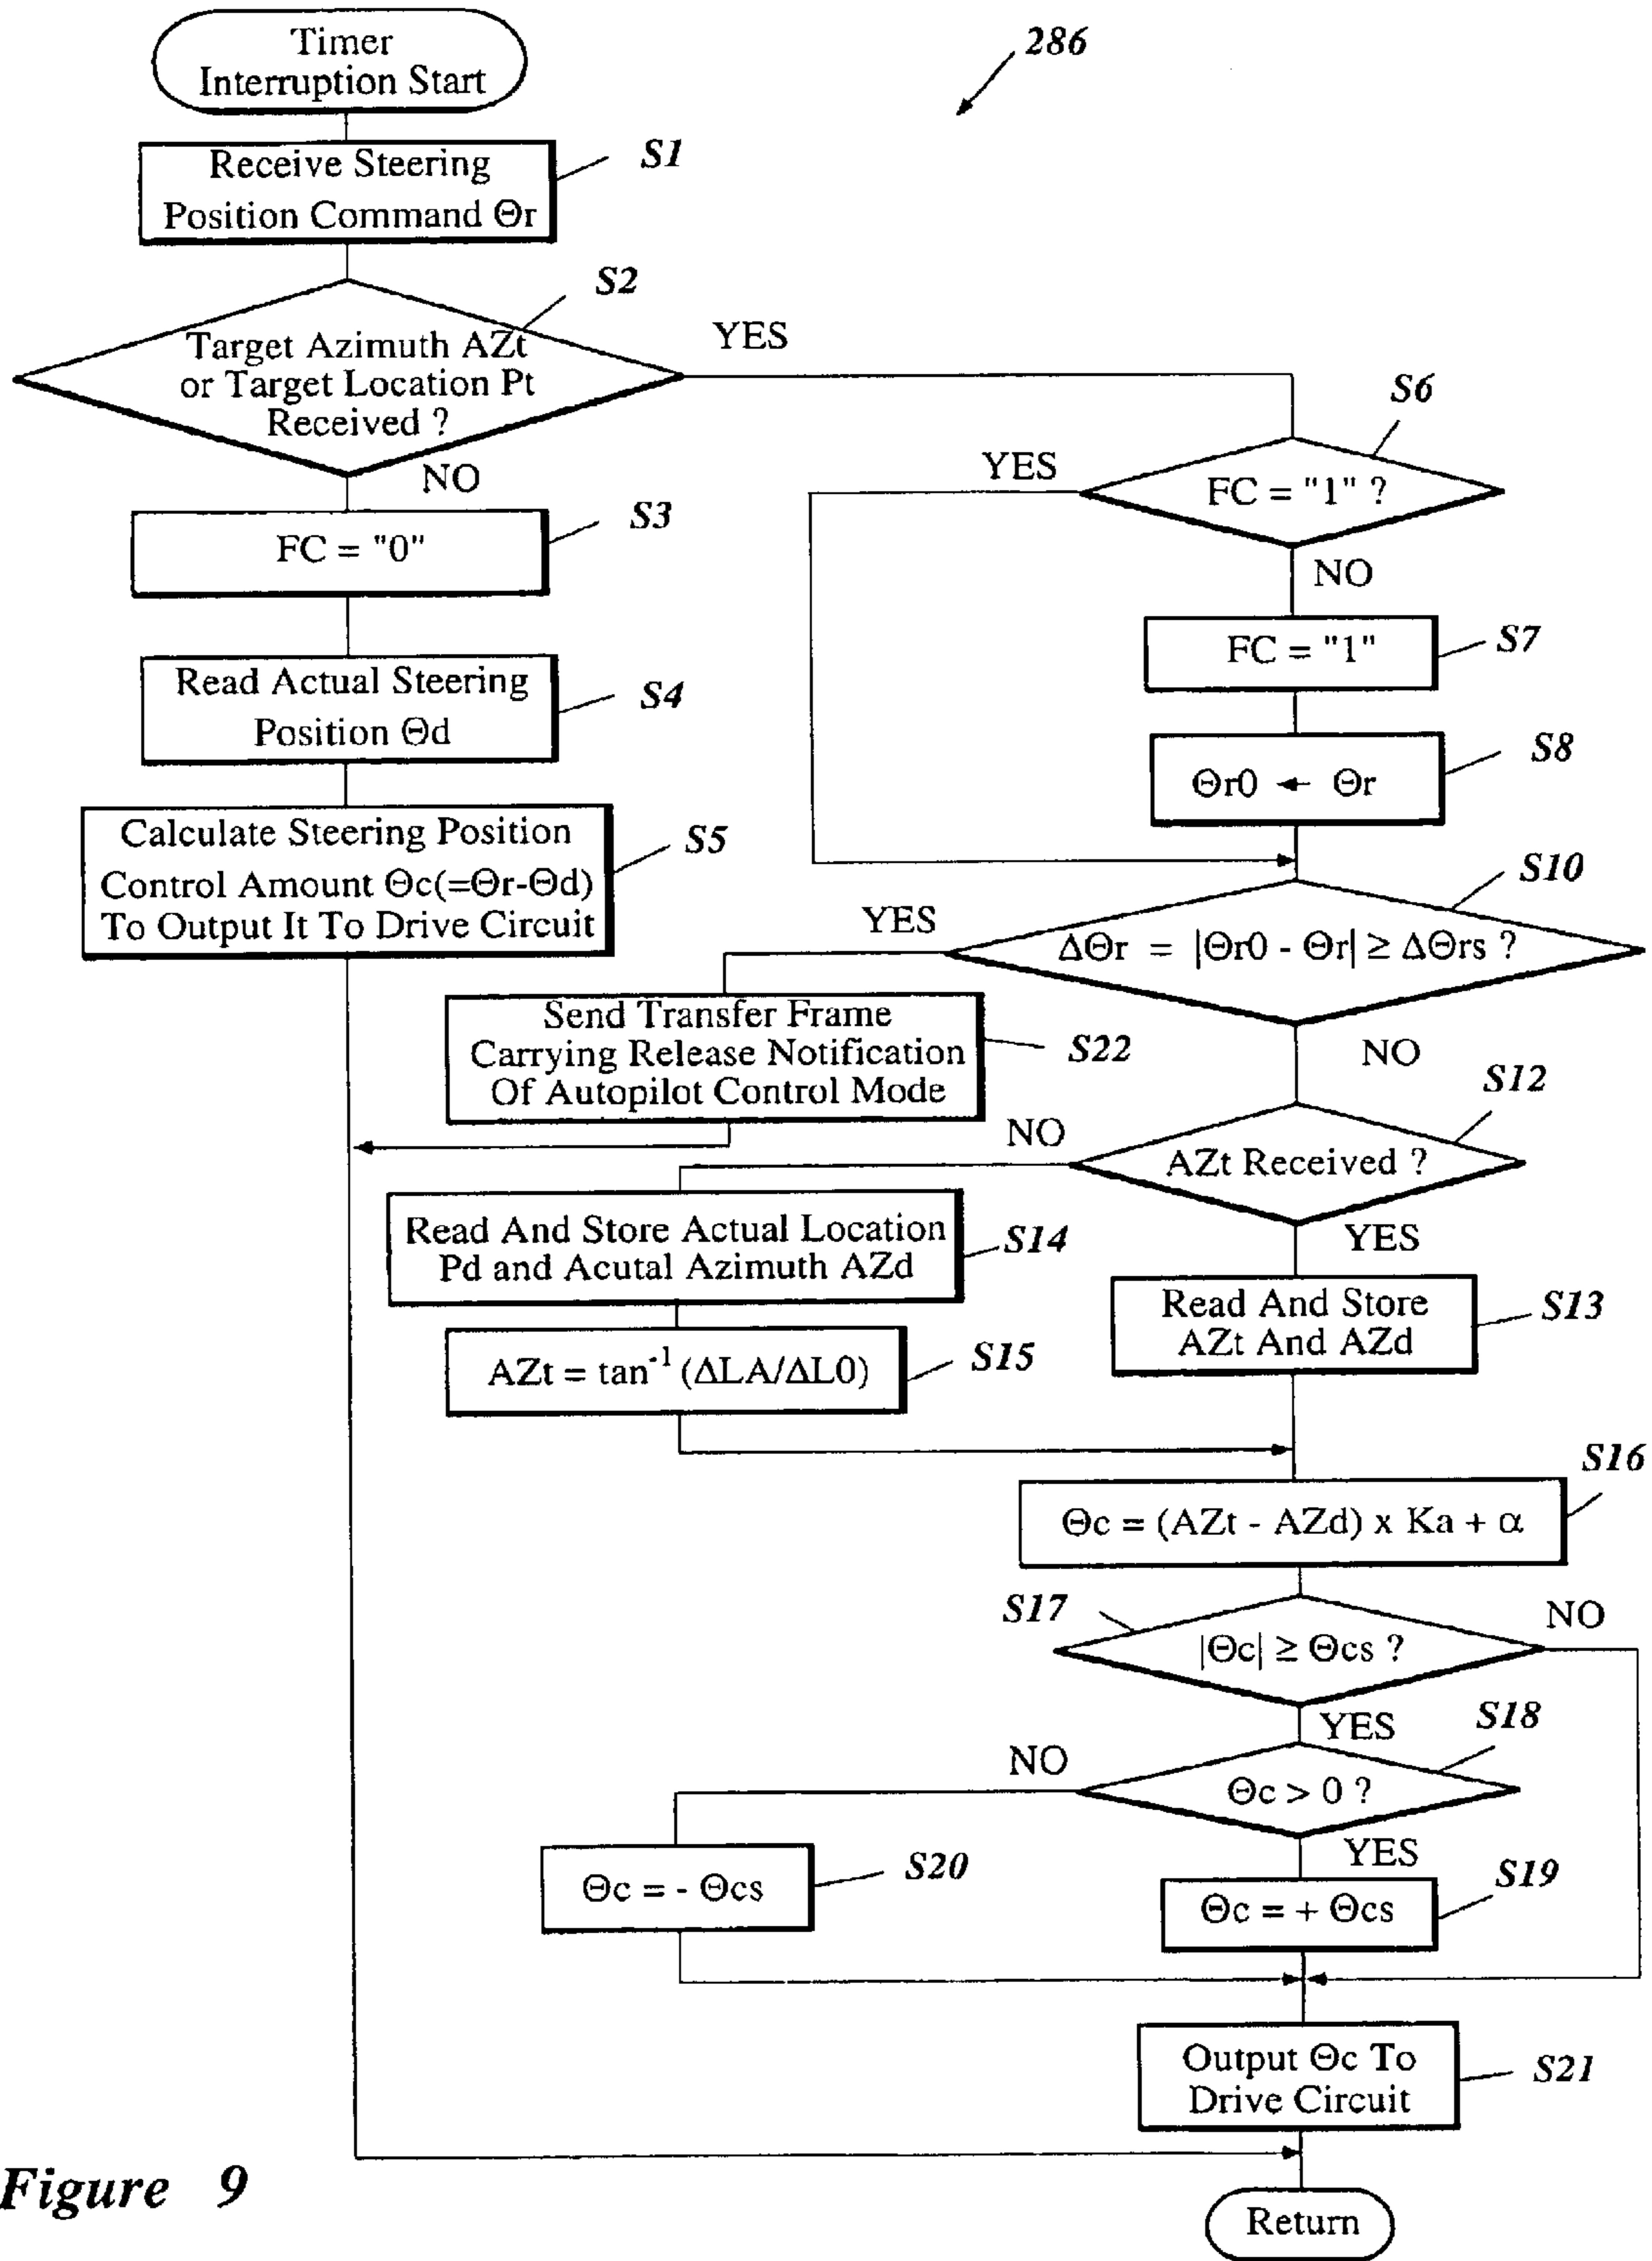 Timer
Interruption Start
286
Receive Steering
Position Command Θr
S1
Target Azimuth AZt
or Target Location Pt
Received ?
S2
YES
NO
FC = "0"
S3
Read Actual Steering
Position Θd
S4
Calculate Steering Position
Control Amount Θc(=Θr-Θd)
To Output It To Drive Circuit
S5
S6
YES
FC = "1" ?
NO
FC = "1"
S7
Θr0 ← Θr
S8
S10
YES
ΔΘr = |Θr0 - Θr| ≥ ΔΘrs ?
NO
Send Transfer Frame
Carrying Release Notification
Of Autopilot Control Mode
S22
S12
NO
AZt Received ?
YES
Read And Store Actual Location
Pd and Acutal Azimuth AZd
S14
Read And Store
AZt And AZd
S13
AZt = tan⁻¹ (ΔLA/ΔL0)
S15
S16
Θc = (AZt - AZd) x Ka + α
S17
NO
|Θc| ≥ Θcs ?
YES
S18
NO
Θc > 0 ?
YES
Θc = - Θcs
S20
Θc = + Θcs
S19
Output Θc To
Drive Circuit
S21
Return
Figure 9